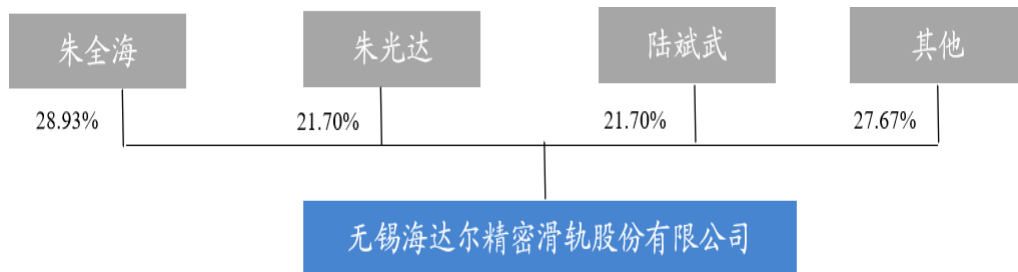 朱全海
朱光达
陆斌武
其他
28.93%
21.70%
21.70%
27.67%
无锡海达尔精密滑轨股份有限公司